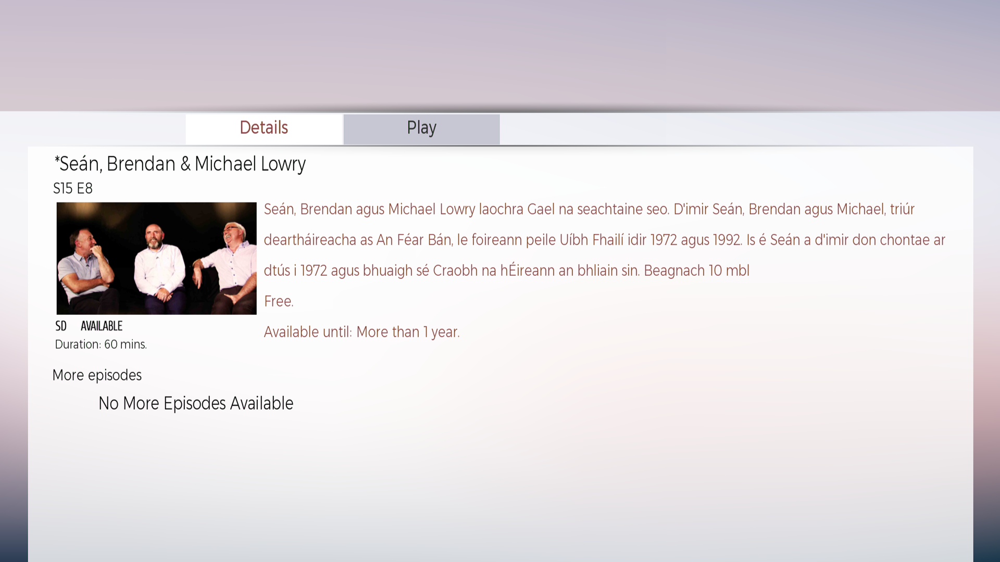 Details
Play
*Seán, Brendan & Michael Lowry
S15 E8
Seán, Brendan agus Michael Lowry laochra Gael na seachtaine seo. D'imir Seán, Brendan agus Michael, triúr
deartháireacha as An Féar Bán, le foireann peile Uíbh Fhailí idir 1972 agus 1992. Is é Seán a d'imir don chontae ar
dtús i 1972 agus bhuaigh sé Craobh na hÉireann an bhliain sin. Beagnach 10 mbl
Free.
Available until: More than 1 year.
SD AVAILABLE
Duration: 60 mins.
More episodes
No More Episodes Available